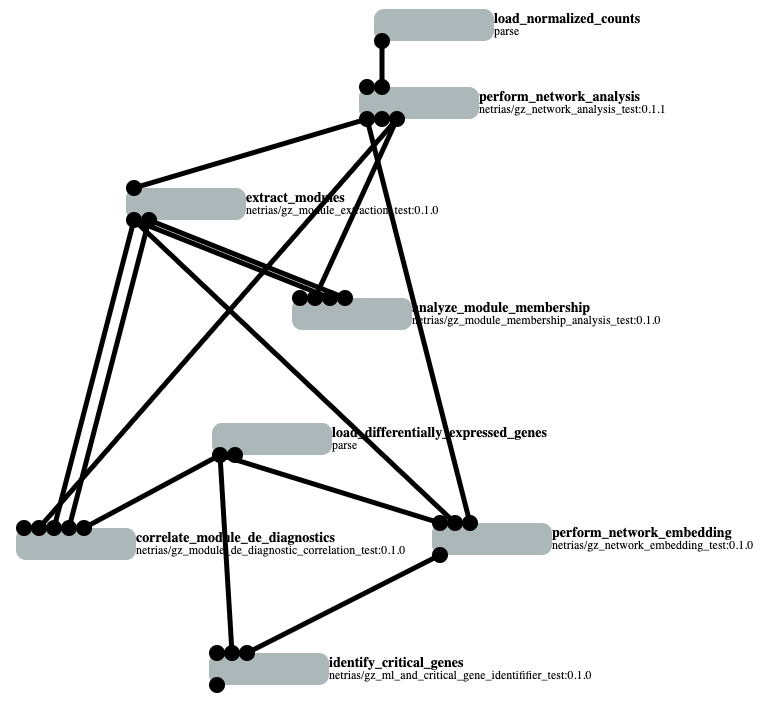 load_normalized_counts
parse
perform_network_analysis
netrias/gz_network_analysis_test:0.1.1
extract_modules
netrias/gz_module_extraction_test:0.1.0
analyze_module_membership
netrias/gz_module_membership_analysis_test:0.1.0
load_differentially_expressed_genes
parse
correlate_module_de_diagnostics
netrias/gz_module_de_diagnostic_correlation_test:0.1.0
perform_network_embedding
netrias/gz_network_embedding_test:0.1.0
identify_critical_genes
netrias/gz_ml_and_critical_gene_identififier_test:0.1.0